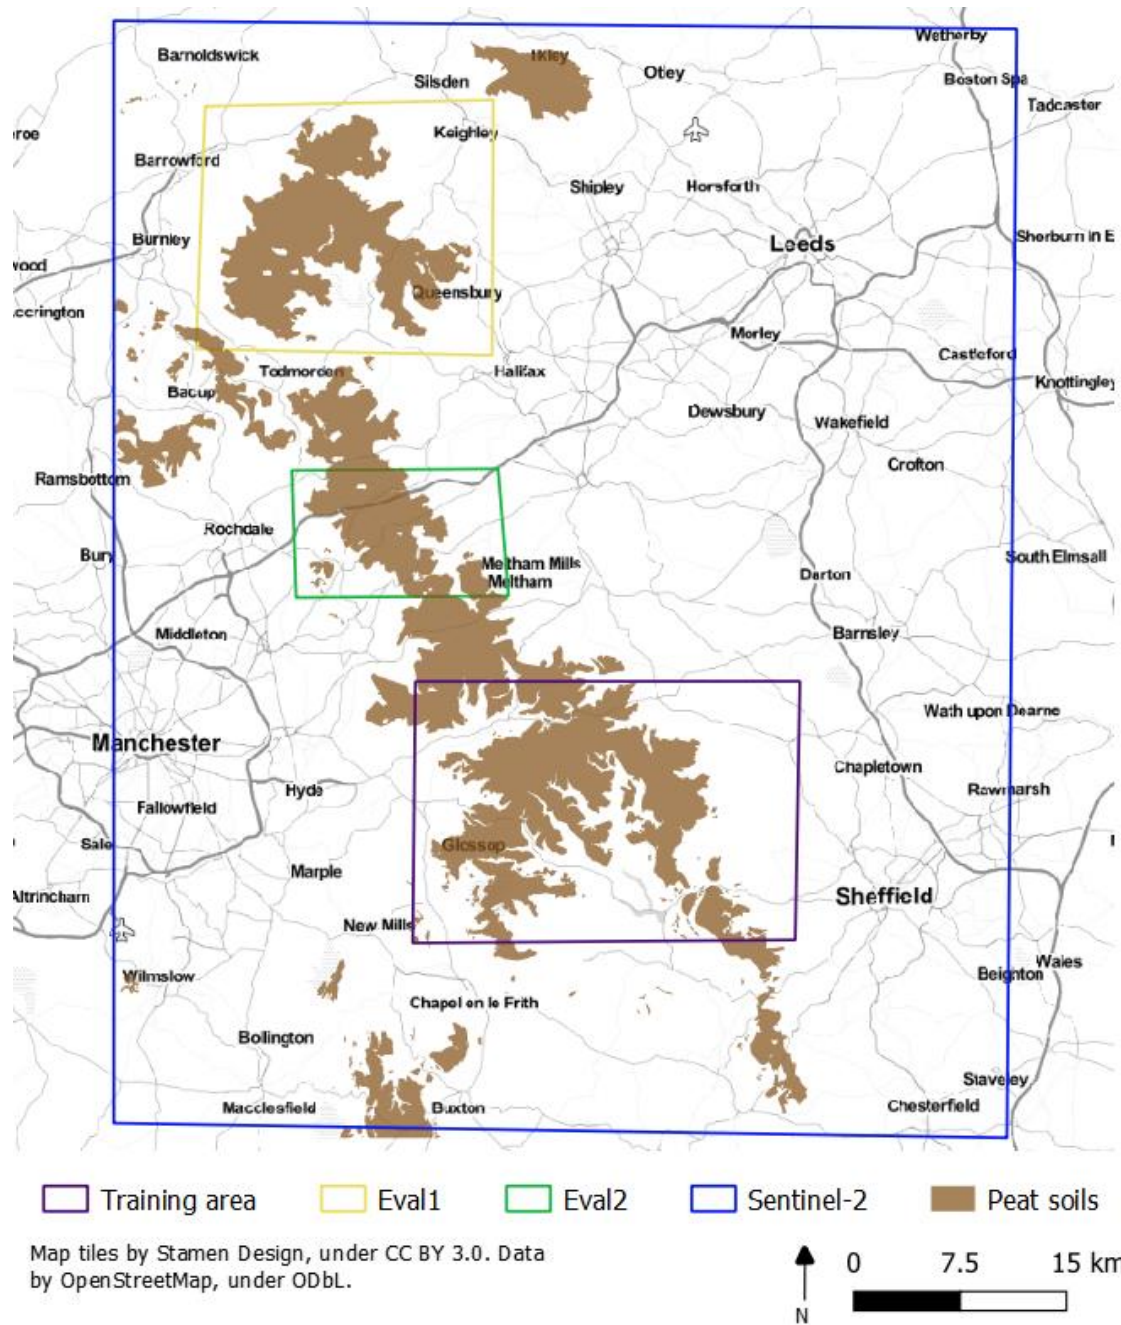 Wetherby
Barnoldswick
Ilkley
Otley
Silsden
Boston Spa
Tadcaster
roe
Keighley
Barrowford
Shipley
Horsforth
Burnley
Leeds
Sherburn in E
wood
Queensbury
ccrington
Morley
Castleford
Todmorden
Halifax
Knottingley
Bacup
Dewsbury
Wakefield
Crofton
Ramsbottom
Rochdale
Bury
Meltham Mills
South Elmsall
Meltham
Darton
Middleton
Barnsley
Wath upon Dearne
Manchester
Chapletown
Hyde
Rawmarsh
Fallowfield
Sale
Glossop
Marple
Altrincham
Sheffield
New Mills
Wales
Wilmslow
Beighton
Chapel en le Frith
Bollington
Staveley
Macclesfield
Buxton
Chesterfield
Training area
Eval1
Eval2
Sentinel-2
Peat soils
Map tiles by Stamen Design, under CC BY 3.0. Data
by OpenStreetMap, under ODbL.
N
0 7.5 15 km